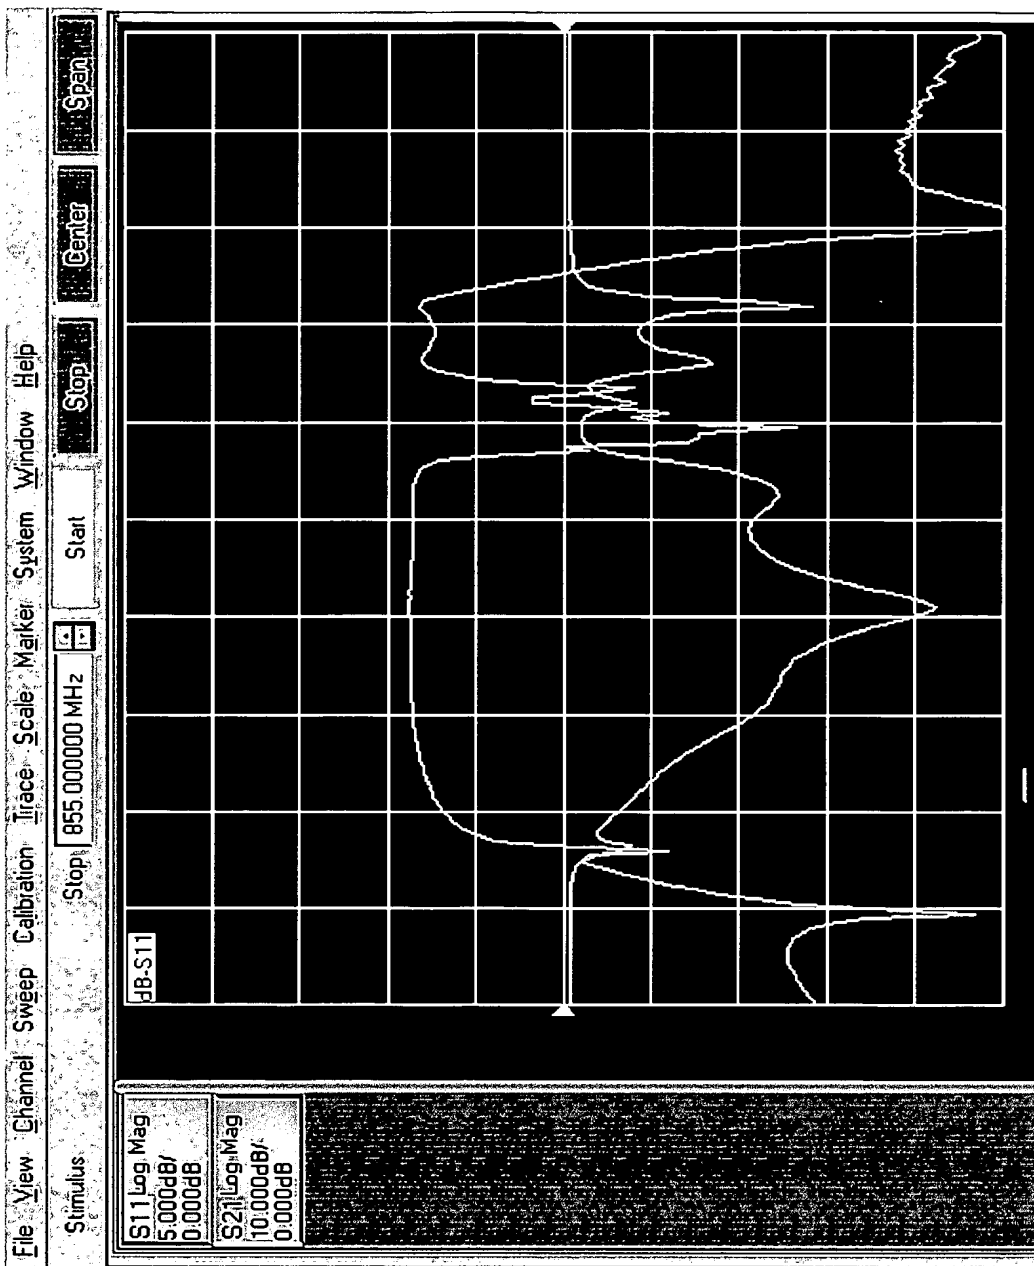 File View Channel Sweep Calibration Trace Scale Marker System Window Help
Stimulus Stop 855.000000 MHz Start Stop Center Span
S11 Log Mag
5.000dB/
0.000dB
S21 Log Mag
10.000dB/
0.000dB
dB-S11